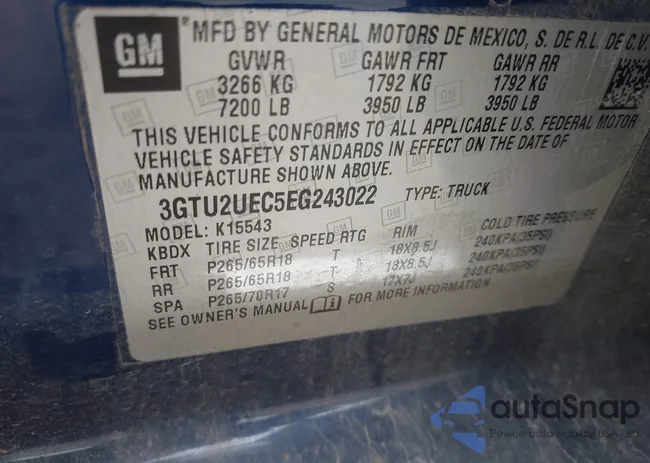 GM
MFD BY GENERAL MOTORS DE MEXICO, S. DE R.L. DE C.V.
GVWR GAWR FRT GAWR RR
3266 KG 1792 KG 1792 KG
7200 LB 3950 LB 3950 LB
THIS VEHICLE CONFORMS TO ALL APPLICABLE U.S. FEDERAL MOTOR
VEHICLE SAFETY STANDARDS IN EFFECT ON THE DATE OF
MANUFACTURE SHOWN ABOVE.
3GTU2UEC5EG243022 TYPE: TRUCK
MODEL: K15543
KBDX TIRE SIZE SPEED RTG RIM COLD TIRE PRESSURE
FRT P265/65R18 T 18X8.5J 240KPA(35PSI)
RR P265/65R18 T 18X8.5J 240KPA(35PSI)
SPA P265/70R17 S 17X7J 240KPA(35PSI)
SEE OWNER'S MANUAL FOR MORE INFORMATION
autoSnap
Pewne auto z aukcji USA